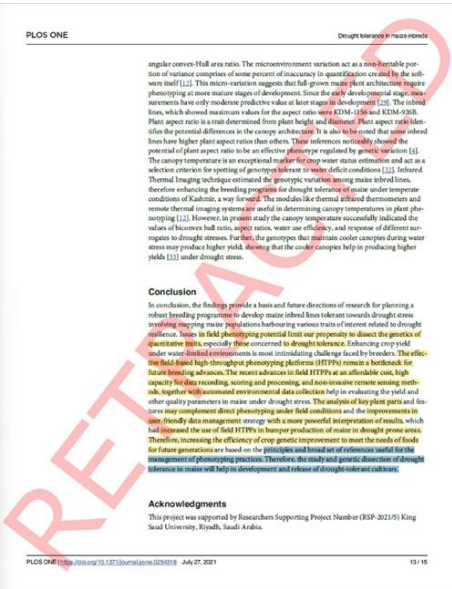 PLOS ONE
Drought tolerance in maize inbreds
angular convex-Hull area ratio. The microenvironment variation act as a non-heritable por-
tion of variance comprises of some percent of inaccuracy in quantification created by the soft-
ware itself [12]. This micro-variation suggests that full-grown maize plant architecture require
phenotyping at more mature stages of development. Since the early developmental stage, mea-
surements have only moderate predictive value at later stages in development [29]. The inbred
lines, which showed maximum values for the aspect ratio were KDM-115S and KDM-926B.
Plant aspect ratio is a trait determined from plant height and diameter. Plant aspect ratio iden-
tifies the potential differences in the canopy architecture. It is also to be noted that some inbred
lines have higher plant aspect ratios than others. These inferences noticeably showed the
potential of plant aspect ratio to be an effective phenotype regulated by genetic variation [4].
The canopy temperature is an exceptional marker for crop water status estimation and act as a
selection criterion for spotting of genotypes tolerant to water deficit conditions [32]. Infrared
Thermal Imaging technique estimated the genotypic variation among maize inbred lines,
therefore enhancing the breeding programs for drought tolerance of maize under temperate
conditions of Kashmir, a way forward. The modules like thermal infrared thermometers and
remote thermal imaging systems are useful in determining canopy temperatures in plant phe-
notyping [12]. However, in present study the canopy temperature successfully indicated the
values of biconvex hull ratio, aspect ratios, water use efficiency, and response of different sur-
rogates to drought stresses. Further, the genotypes that maintain cooler canopies during water
stress may produce higher yield; showing that the cooler canopies help in producing higher
yields [33] under drought stress.
Conclusion
In conclusion, the findings provide a basis and future directions of research for planning a
robust breeding programme to develop maize inbred lines tolerant towards drought stress
involving mapping maize populations harbouring various traits of interest related to drought
resilience. Issues in field phenotyping potential limit our propensity to dissect the genetics of
quantitative traits, especially those concerned to drought tolerance. Enhancing crop yield
under water-limited environments is most intimidating challenge faced by breeders. The effec-
tive field-based high-throughput phenotyping platforms (HTPPs) remain a bottleneck for
future breeding advances. The recent advances in field HTPPs at an affordable cost, high
capacity for data recording, scoring and processing, and non-invasive remote sensing meth-
ods, together with automated environmental data collection help in evaluating the yield and
other quality parameters in maize under drought stress. The analysis of key plant parts and fea-
tures may complement direct phenotyping under field conditions and the improvements in
user-friendly data management strategy with a more powerful interpretation of results, which
had increased the use of field HTPPs in bumper production of maize in drought prone areas.
Therefore, increasing the efficiency of crop genetic improvement to meet the needs of foods
for future generations are based on the principles and broad set of references useful for the
management of phenotyping practices. Therefore, the study and genetic dissection of drought
tolerance in maize will help in development and release of drought-tolerant cultivars.
Acknowledgments
This project was supported by Researchers Supporting Project Number (RSP-2021/5) King
Saud University, Riyadh, Saudi Arabia.
PLOS ONE | https://doi.org/10.1371/journal.pone.0254318 July 27, 2021
13 / 15
RETRACTED